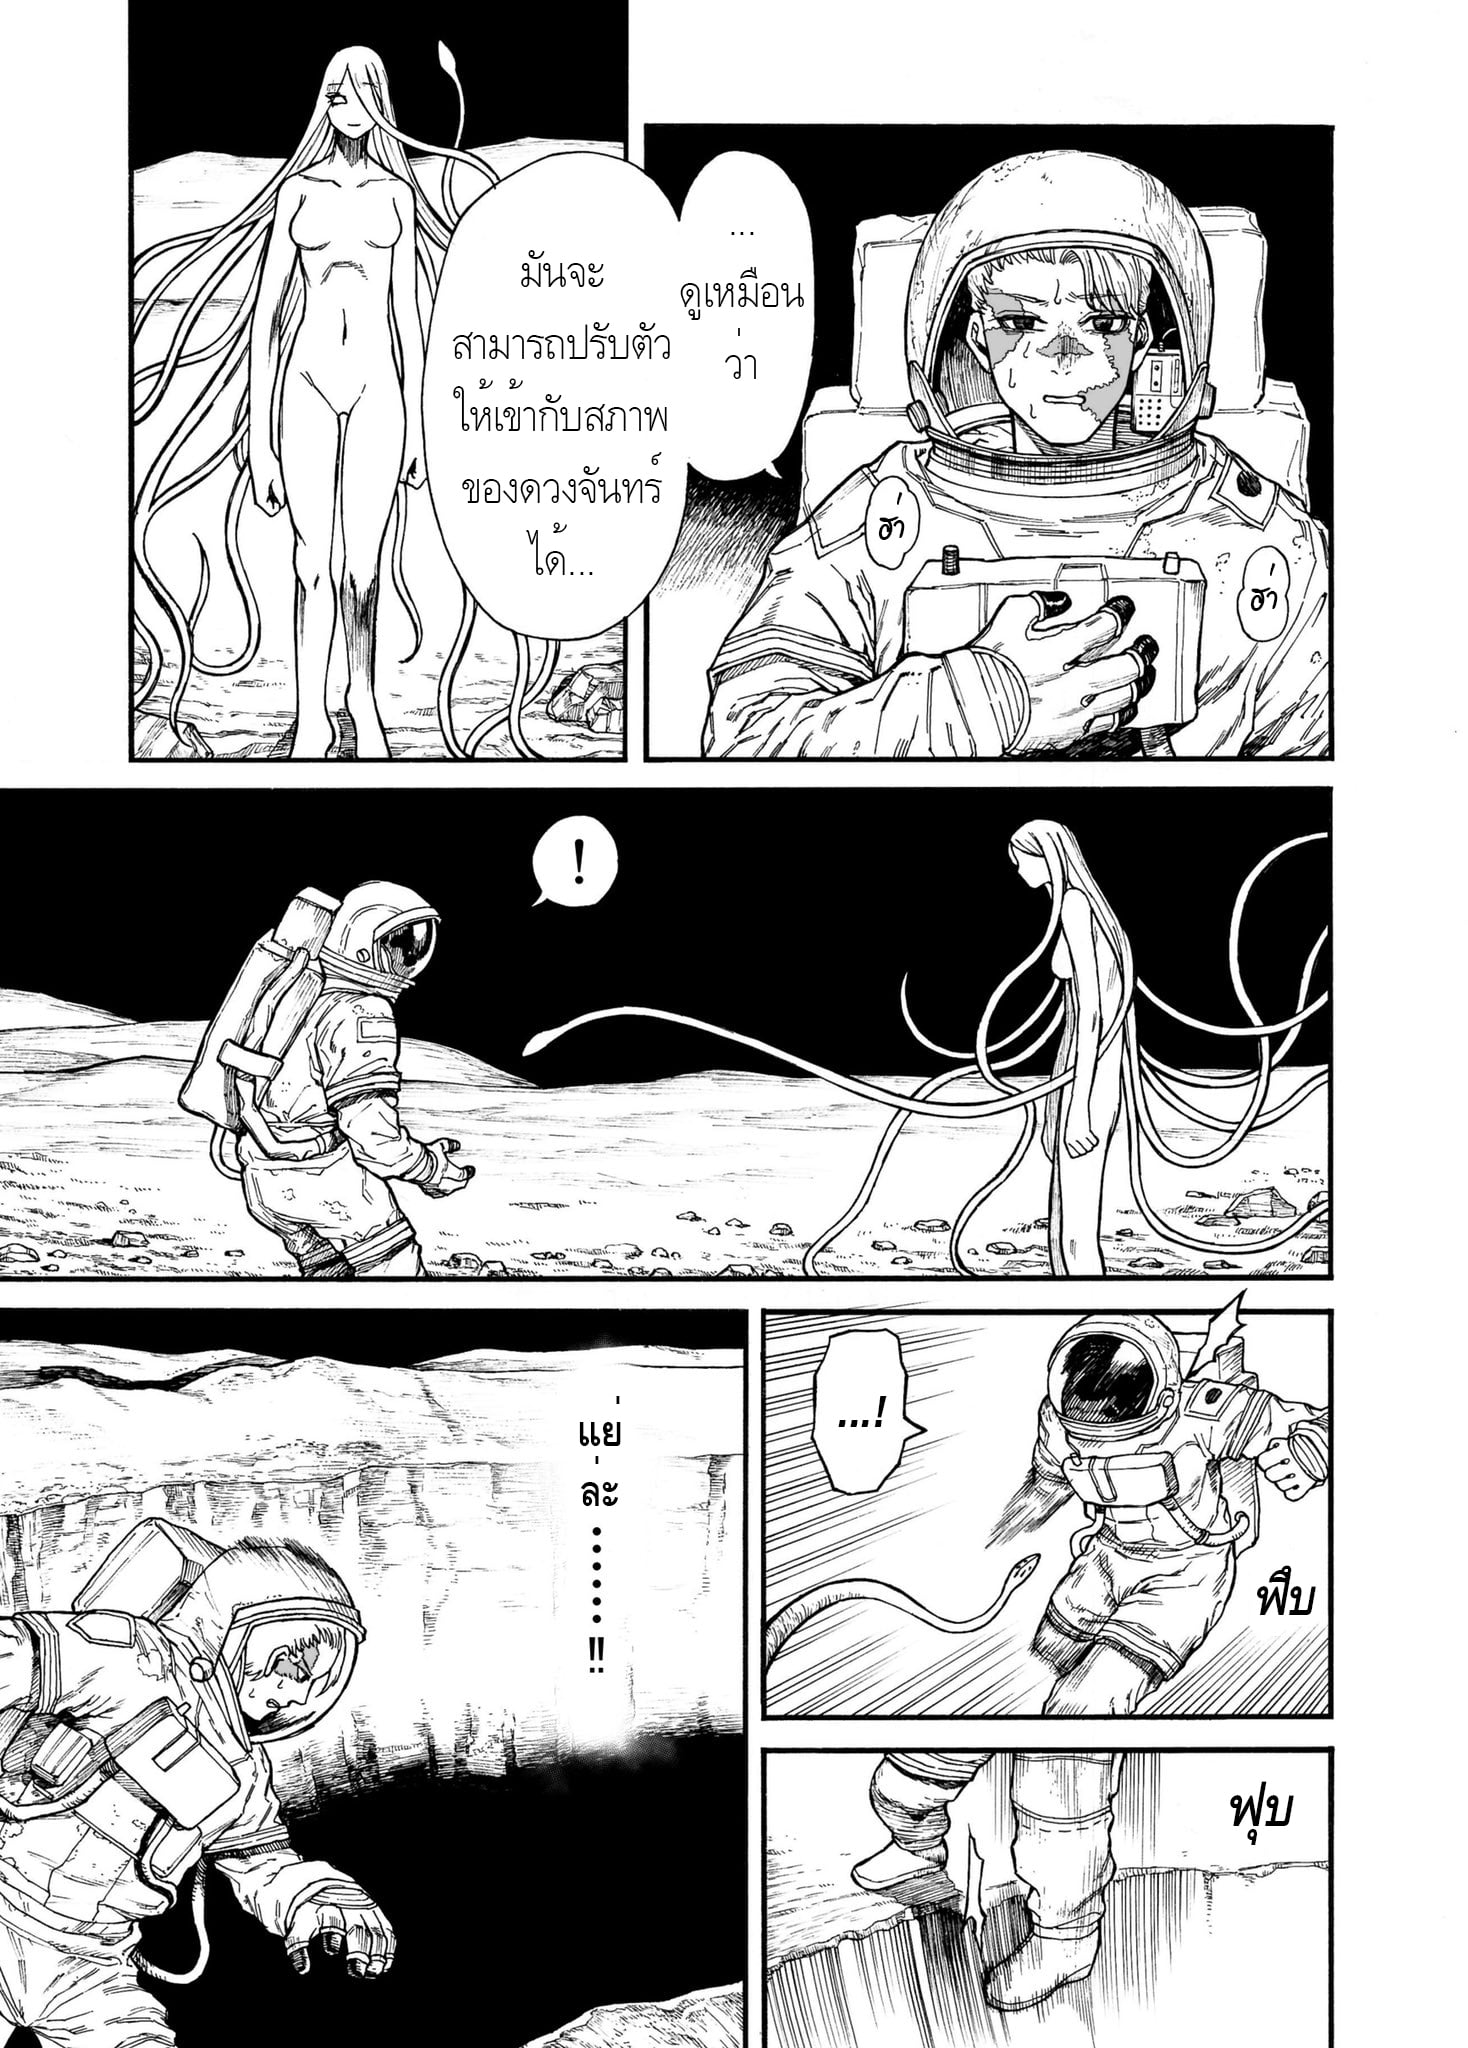 ...
ดูเหมือน
ว่า
มันจะ
สามารถปรับตัว
ให้เข้ากับสภาพ
ของดวงจันทร์
ได้...
ฮ่า
ฮ่า
!
...!
พึบ
ฟุบ
แย่
ล่ะ
......!!